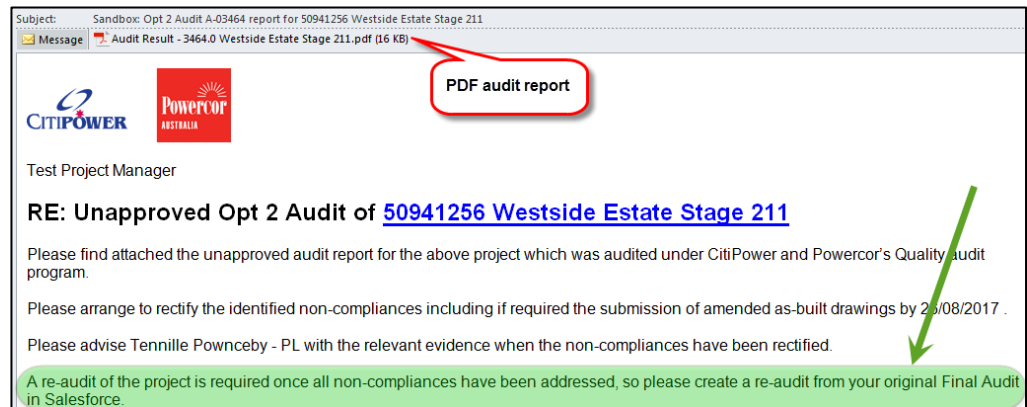 Subject: Sandbox: Opt 2 Audit A-03464 report for 50941256 Westside Estate Stage 211
Message Audit Result - 3464.0 Westside Estate Stage 211.pdf (16 KB)
PDF audit report
CITIPOWER
Powercor
AUSTRALIA
Test Project Manager
RE: Unapproved Opt 2 Audit of 50941256 Westside Estate Stage 211
Please find attached the unapproved audit report for the above project which was audited under CitiPower and Powercor's Quality audit
program.
Please arrange to rectify the identified non-compliances including if required the submission of amended as-built drawings by 26/08/2017 .
Please advise Tennille Pownceby - PL with the relevant evidence when the non-compliances have been rectified.
A re-audit of the project is required once all non-compliances have been addressed, so please create a re-audit from your original Final Audit
in Salesforce.